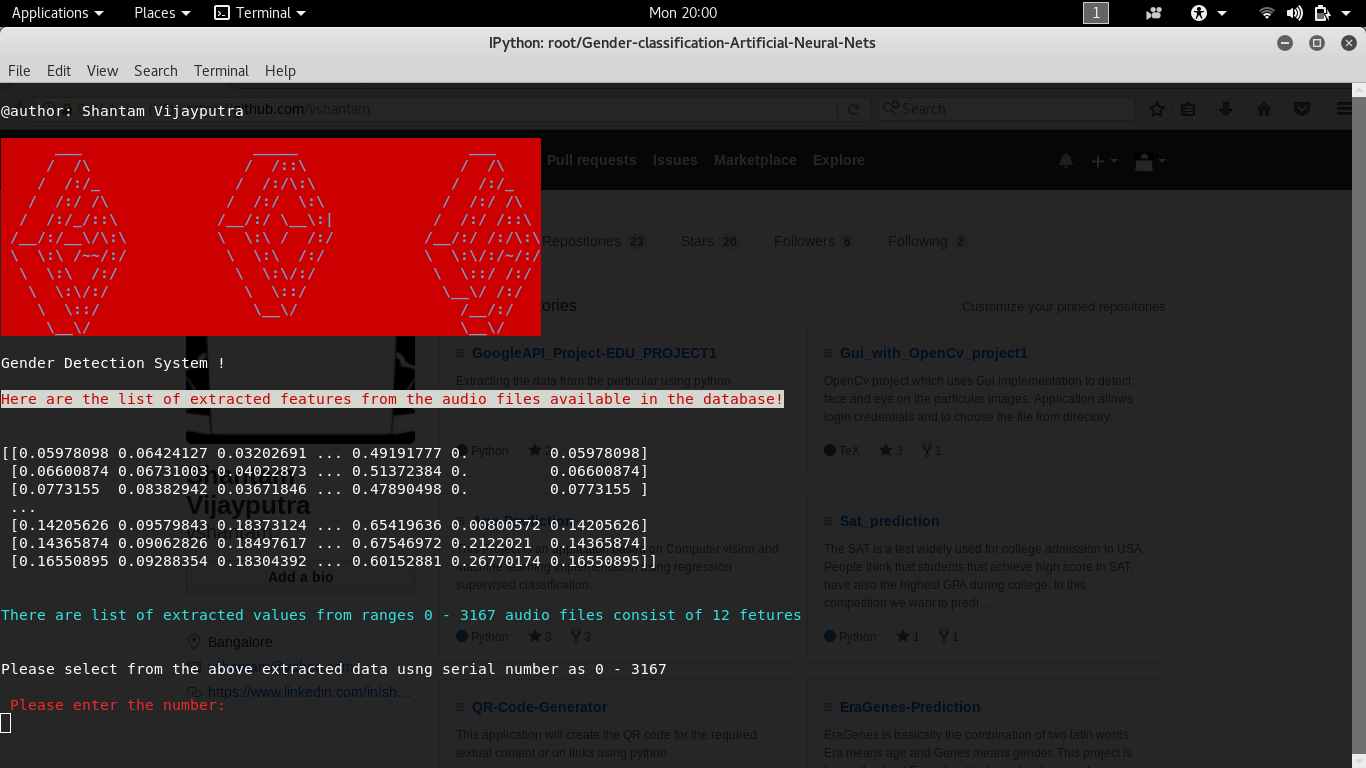 Applications Places Terminal Mon 20:00 1
IPython: root/Gender-classification-Artificial-Neural-Nets
File Edit View Search Terminal Help
@author: Shantam Vijayputra
github.com/vshantam Search
Pull requests Issues Marketplace Explore
Repositories 23 Stars 20 Followers 6 Following 2
Customize your pinned repositories
Gender Detection System !
GoogleAPI_Project-EDU_PROJECT1
Extracting the data from the perticular using python
Python
Gui_with_OpenCv_project1
OpenCv project which uses Gui implementation to detect
face and eye on the particular images. Application allows
login credentials and to choose the file from directory..
TeX 3 1
Here are the list of extracted features from the audio files available in the database!
[[0.05978098 0.06424127 0.03202691 ... 0.49191777 0.         0.05978098]
 [0.06600874 0.06731003 0.04022873 ... 0.51372384 0.         0.06600874]
 [0.0773155  0.08382942 0.03671846 ... 0.47890498 0.         0.0773155 ]
 ...
 [0.14205626 0.09579843 0.18373124 ... 0.65419636 0.00800572 0.14205626]
 [0.14365874 0.09062826 0.18497617 ... 0.67546972 0.2122021  0.14365874]
 [0.16550895 0.09288354 0.18304392 ... 0.60152881 0.26770174 0.16550895]]
Shantam
Vijayputra
vshantam
Add a bio
based on Computer vision and
using regression
supervised classification.
Python 3 3
Sat_prediction
The SAT is a test widely used for college admission in USA.
People think that students that achieve high score in SAT,
have also the highest GPA during college. In this
competition we want to predi…
Python 1 1
There are list of extracted values from ranges 0 - 3167 audio files consist of 12 fetures
Bangalore
Please select from the above extracted data usng serial number as 0 - 3167
https://www.linkedin.com/in/sh…
Please enter the number:
QR-Code-Generator
This application will create the QR code for the required
textual content or url links using python
EraGenes-Prediction
EraGenes is basically the combination of two latin words
Era means age and Genes means gender. This project is